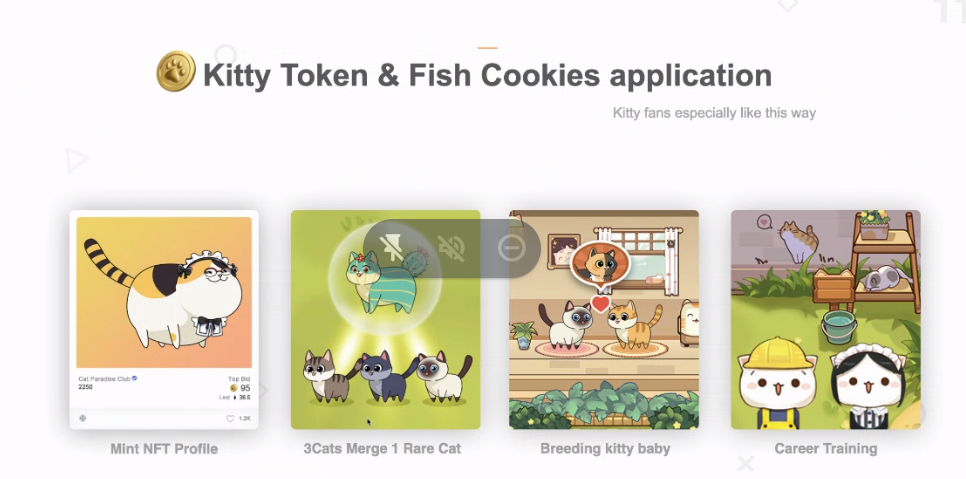 11
Kitty Token & Fish Cookies application
Kitty fans especially like this way
Cat Paradise Club
2250
Top Bid
95
Last 36.5
1.2K
Mint NFT Profile
3Cats Merge 1 Rare Cat
Breeding kitty baby
Career Training